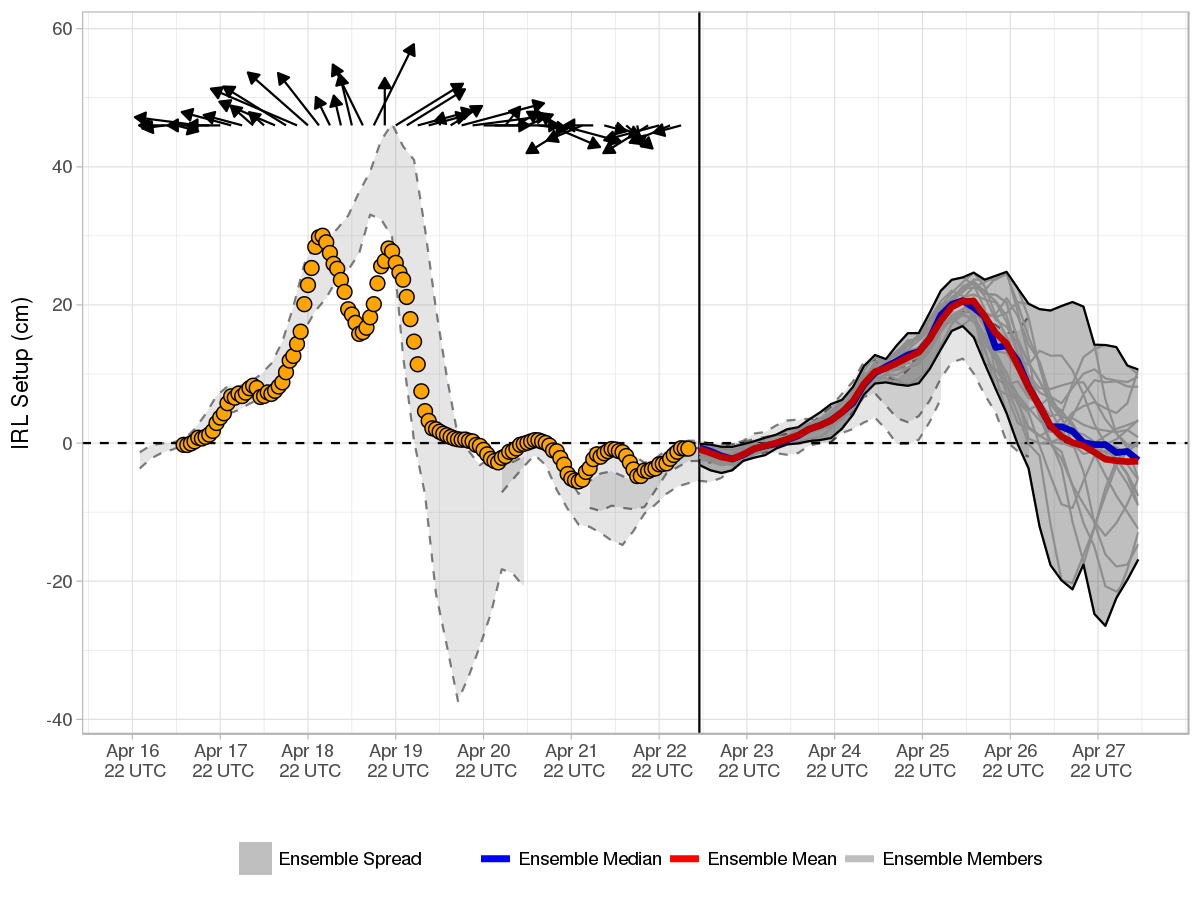 60
40
20
0
-20
-40
IRL Setup (cm)
Apr 16 Apr 17 Apr 18 Apr 19 Apr 20 Apr 21 Apr 22 Apr 23 Apr 24 Apr 25 Apr 26 Apr 27
22 UTC 22 UTC 22 UTC 22 UTC 22 UTC 22 UTC 22 UTC 22 UTC 22 UTC 22 UTC 22 UTC 22 UTC
Ensemble Spread Ensemble Median Ensemble Mean Ensemble Members